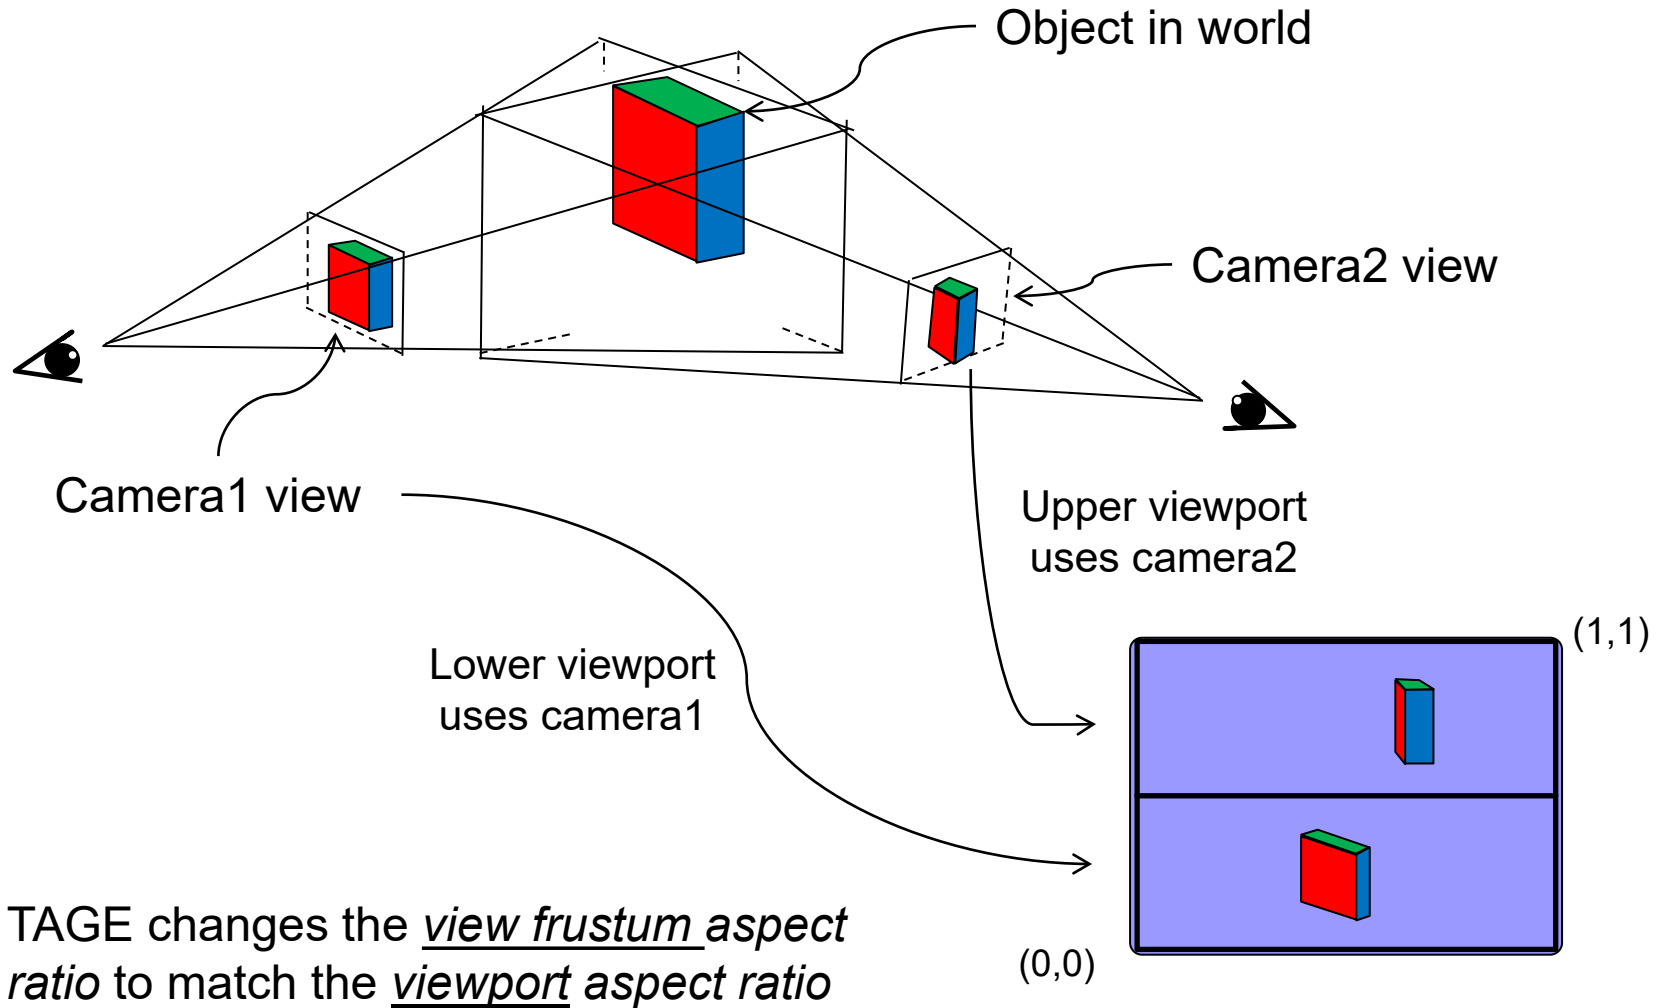 Object in world
Camera2 view
Camera1 view
Upper viewport
uses camera2
(1,1)
Lower viewport
uses camera1
TAGE changes the view frustum aspect
ratio to match the viewport aspect ratio
(0,0)